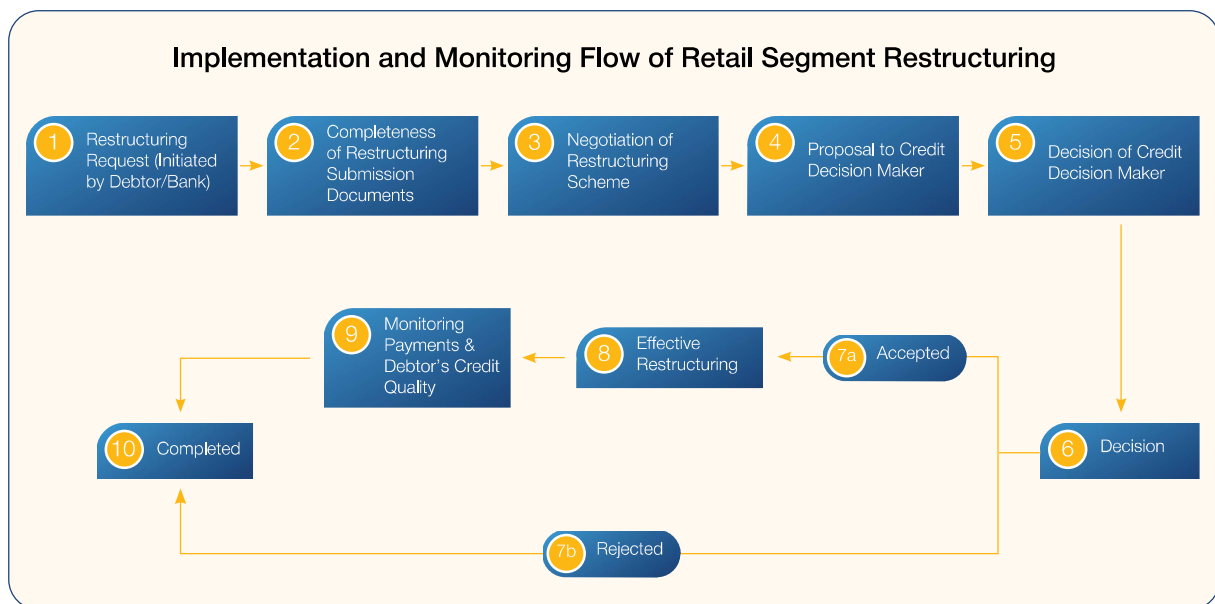 Implementation and Monitoring Flow of Retail Segment Restructuring
1
Restructuring
Request (Initiated
by Debtor/Bank)
2
Completeness
of Restructuring
Submission
Documents
3
Negotiation of
Restructuring
Scheme
4
Proposal to Credit
Decision Maker
5
Decision of Credit
Decision Maker
6
Decision
7a
Accepted
8
Effective
Restructuring
9
Monitoring
Payments &
Debtor's Credit
Quality
7b
Rejected
10
Completed